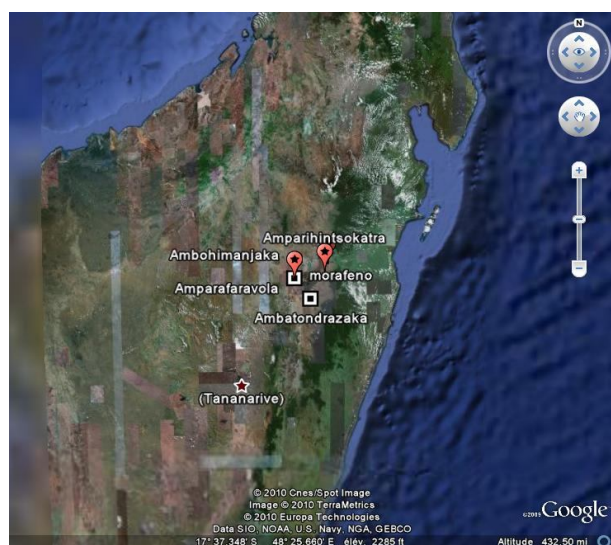 N
Amparihintsokatra
Ambohimanjaka
morafeno
Amparafaravola
Ambatondrazaka
(Tananarive)
© 2010 Cnes/Spot Image
Image © 2010 TerraMetrics
© 2010 Europa Technologies
Data SIO, NOAA, U.S. Navy, NGA, GEBCO
©2009 Google
17° 37.348' S 48° 25.660' E élév. 2285 ft
Altitude 432.50 mi